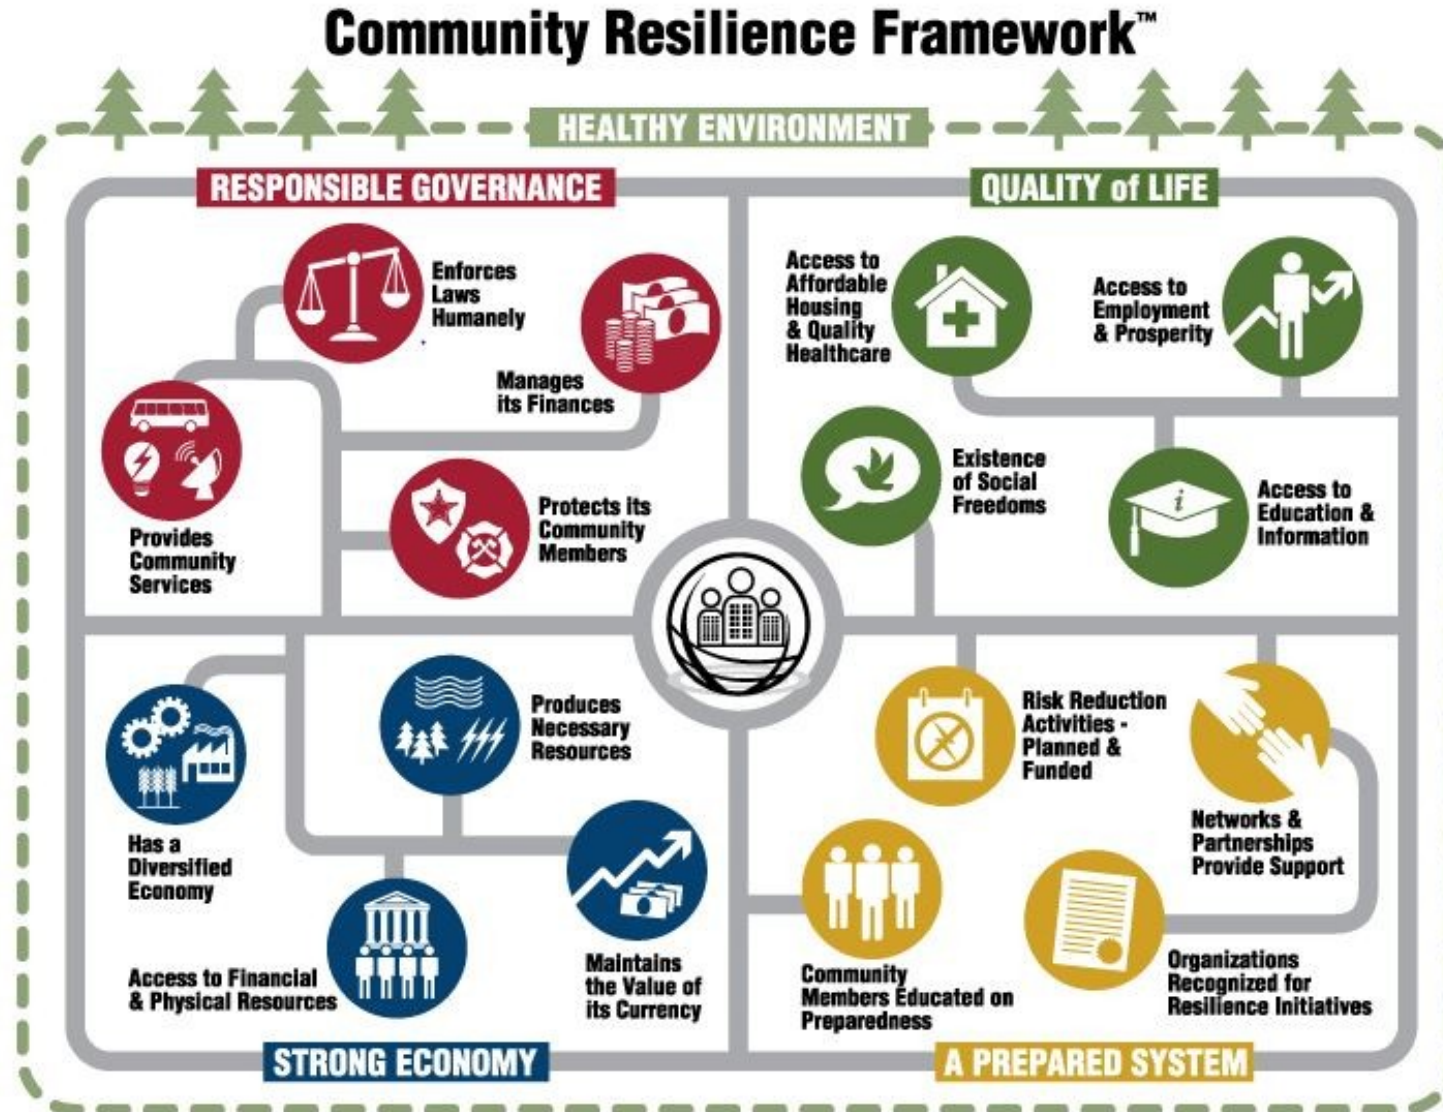 Community Resilience Framework™
HEALTHY ENVIRONMENT
RESPONSIBLE GOVERNANCE
Enforces
Laws
Humanely
Manages
its Finances
Provides
Community
Services
Protects its
Community
Members
QUALITY of LIFE
Access to
Affordable
Housing
& Quality
Healthcare
Access to
Employment
& Prosperity
Existence
of Social
Freedoms
i
Access to
Education &
Information
Has a
Diversified
Economy
Produces
Necessary
Resources
Access to Financial
& Physical Resources
Maintains
the Value of
its Currency
STRONG ECONOMY
Risk Reduction
Activities -
Planned &
Funded
Networks &
Partnerships
Provide Support
Community
Members Educated on
Preparedness
Organizations
Recognized for
Resilience Initiatives
A PREPARED SYSTEM